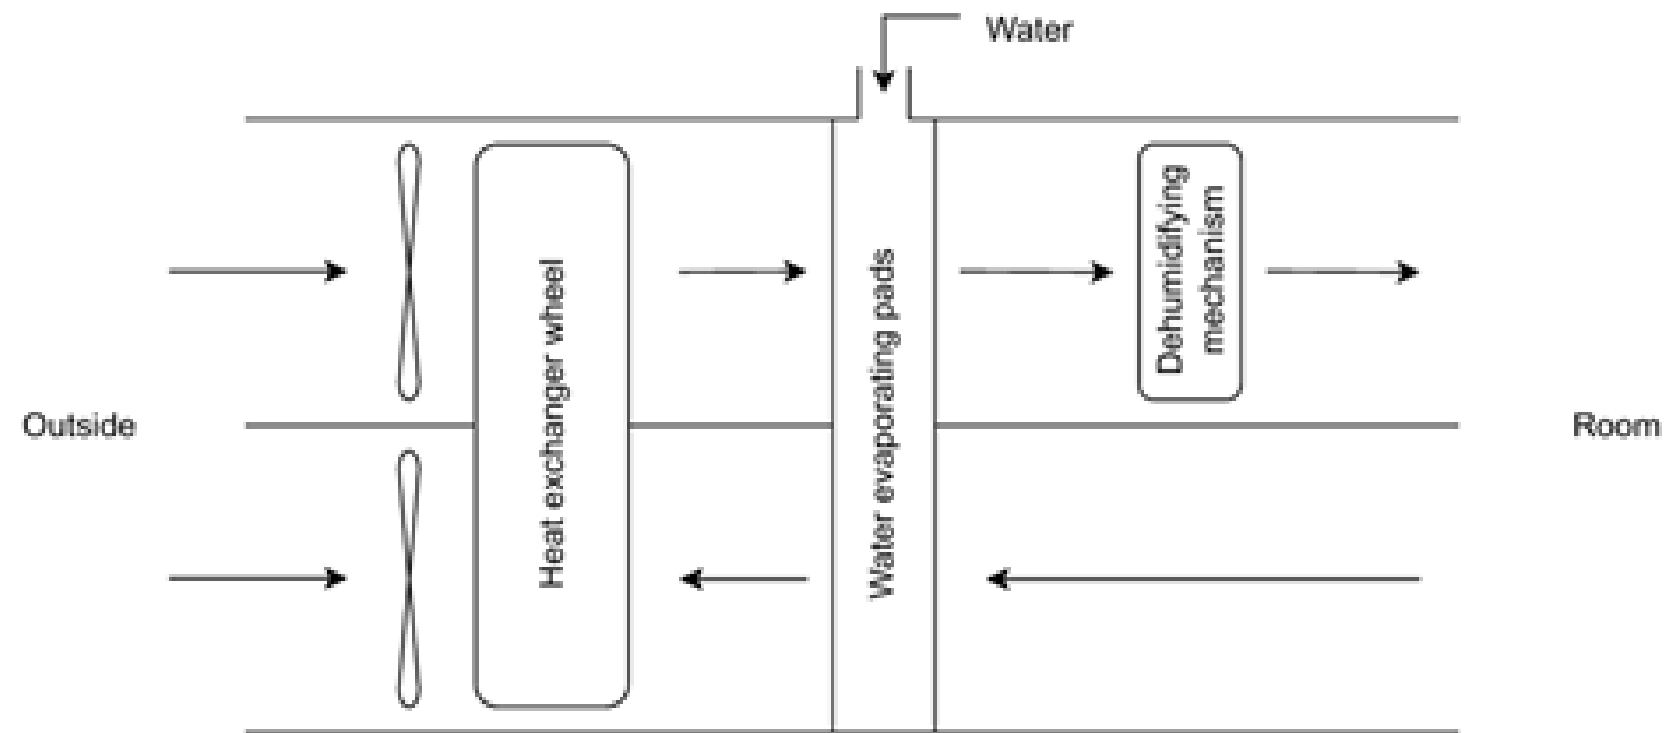 Water
Outside
Heat exchanger wheel
Water evaporating pads
Dehumidifying
mechanism
Room